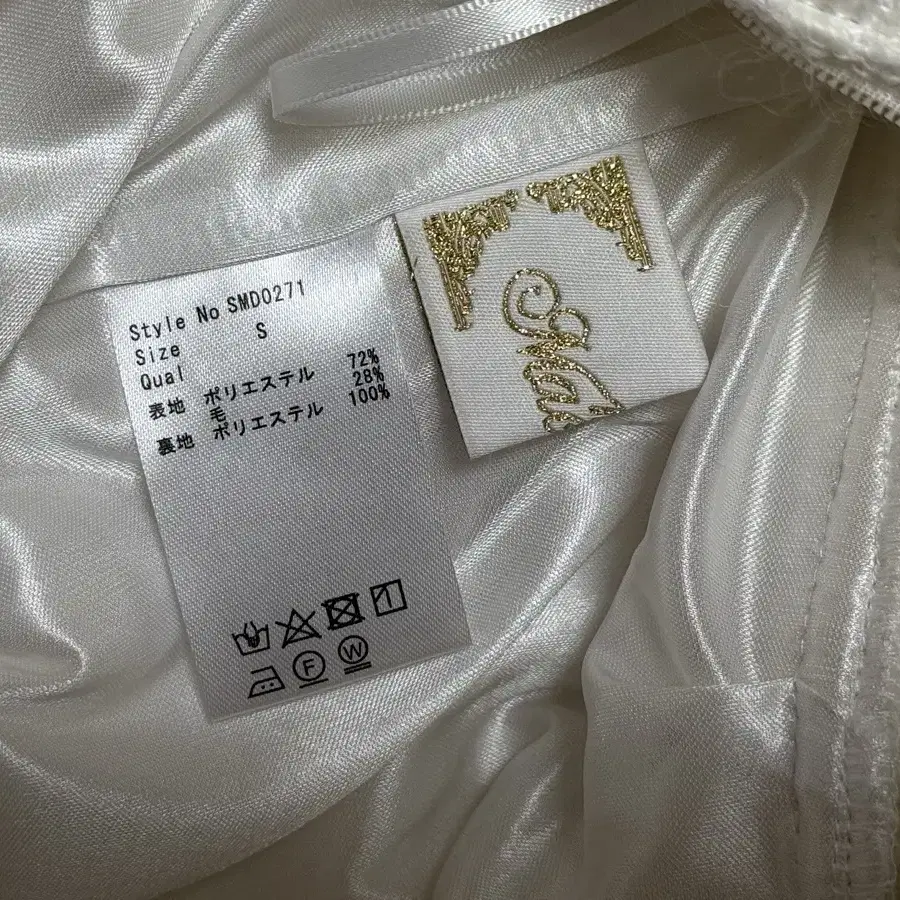 Style No SMD0271
Size S
Qual
表地 ポリエステル 72%
毛 28%
裏地 ポリエステル 100%
F
W